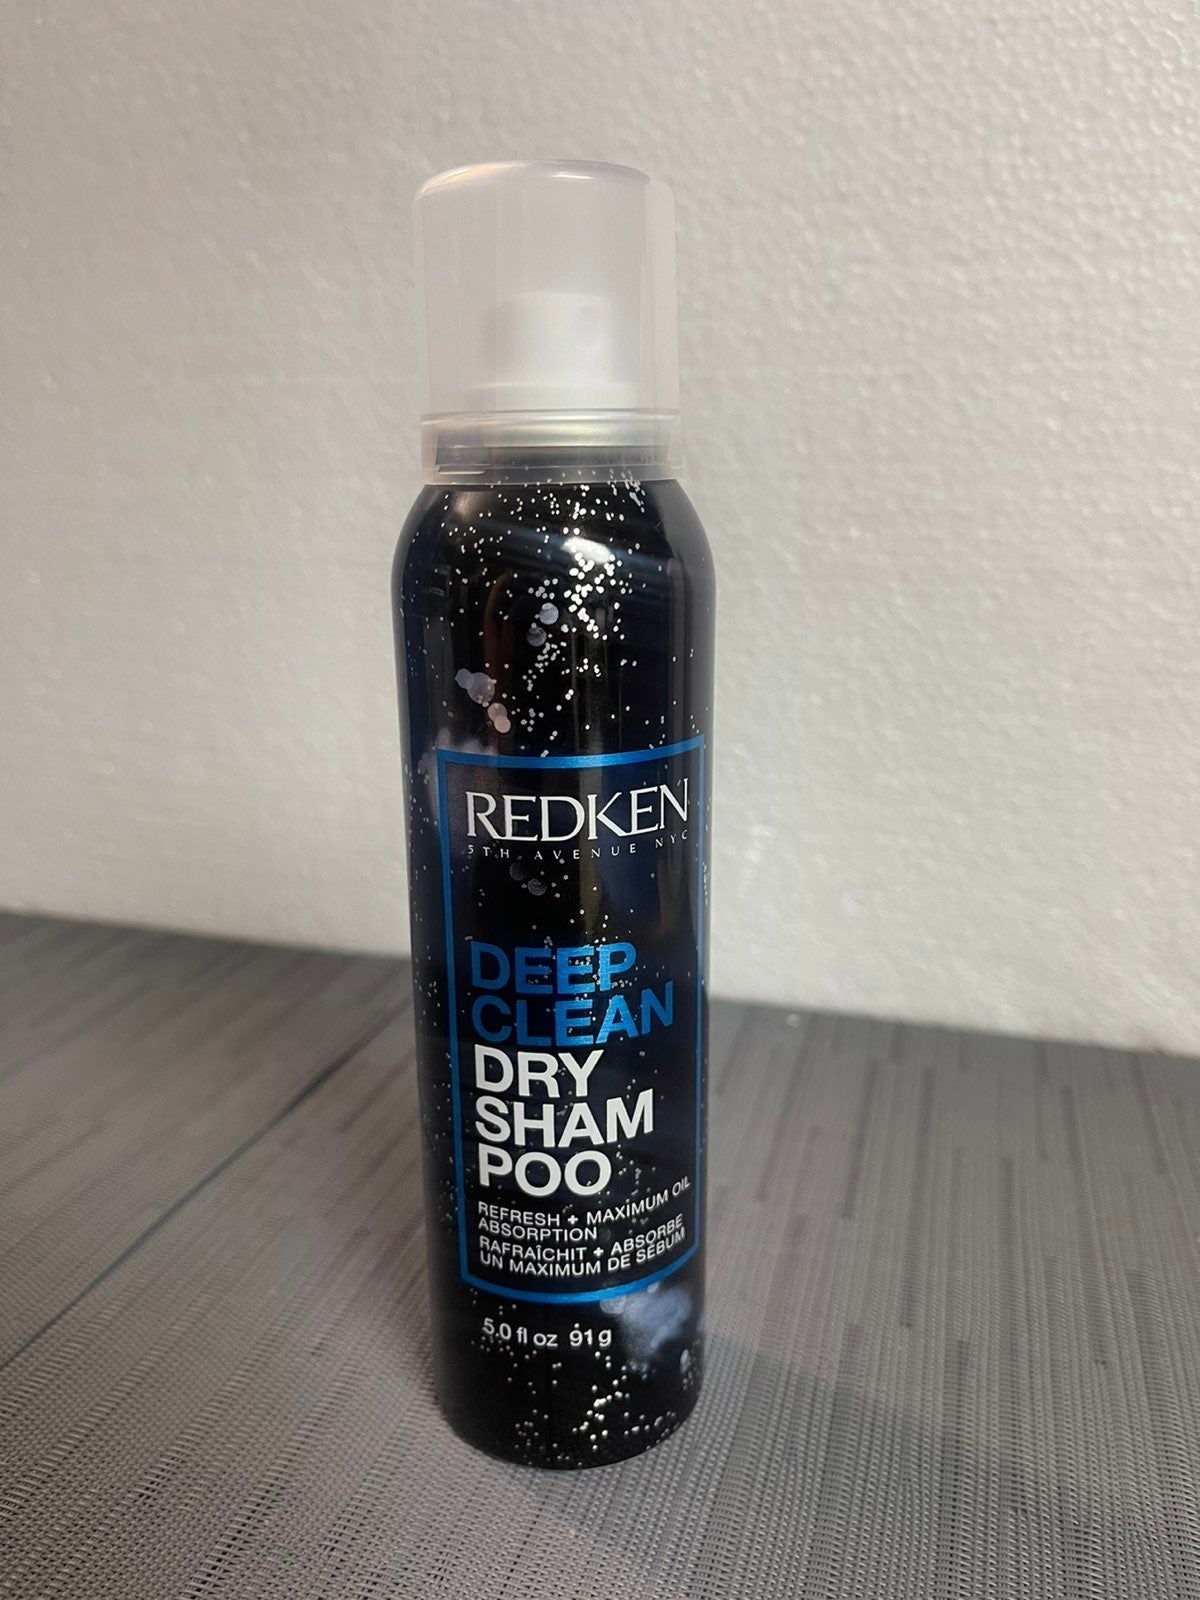 REDKEN
5TH AVENUE NYC
DEEP
CLEAN
DRY
SHAM
POO
REFRESH + MAXIMUM OIL
ABSORPTION
RAFRAÎCHIT + ABSORBE
UN MAXIMUM DE SÉBUM
5.0 fl oz 91 g